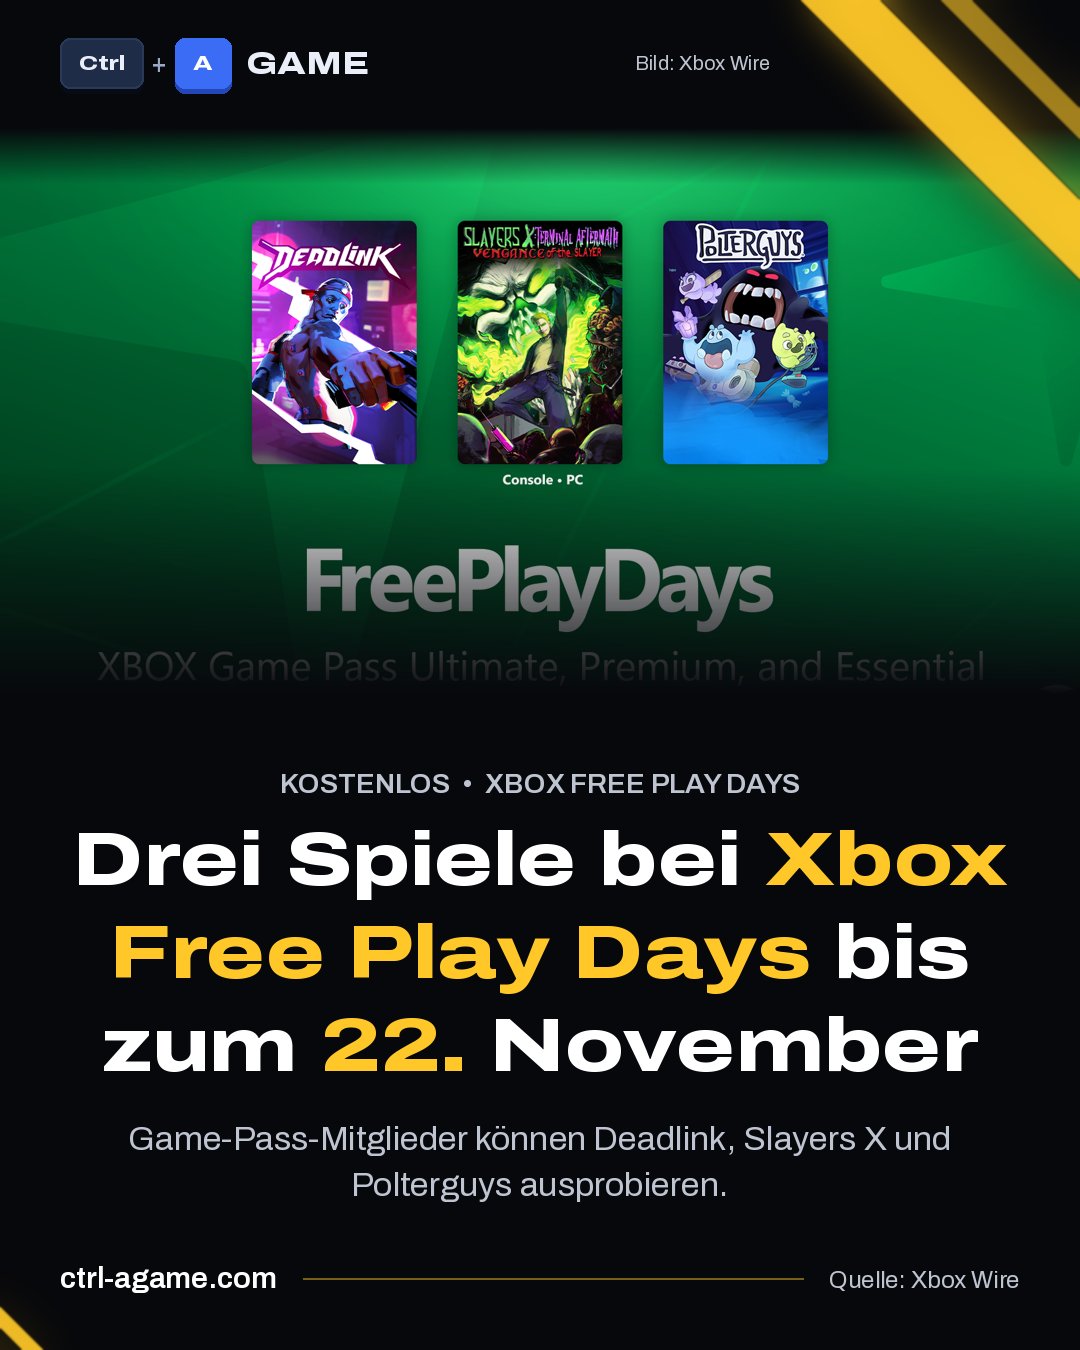 Ctrl + A GAME
Bild: Xbox Wire
DEADLINK
SLAYERS X: TERMINAL AFTERMATH
VENGANCE of the SLAYER
POLTERGUYS
Console • PC
FreePlayDays
XBOX Game Pass Ultimate, Premium, and Essential
KOSTENLOS • XBOX FREE PLAY DAYS
Drei Spiele bei Xbox
Free Play Days bis
zum 22. November
Game-Pass-Mitglieder können Deadlink, Slayers X und
Polterguys ausprobieren.
ctrl-agame.com
Quelle: Xbox Wire